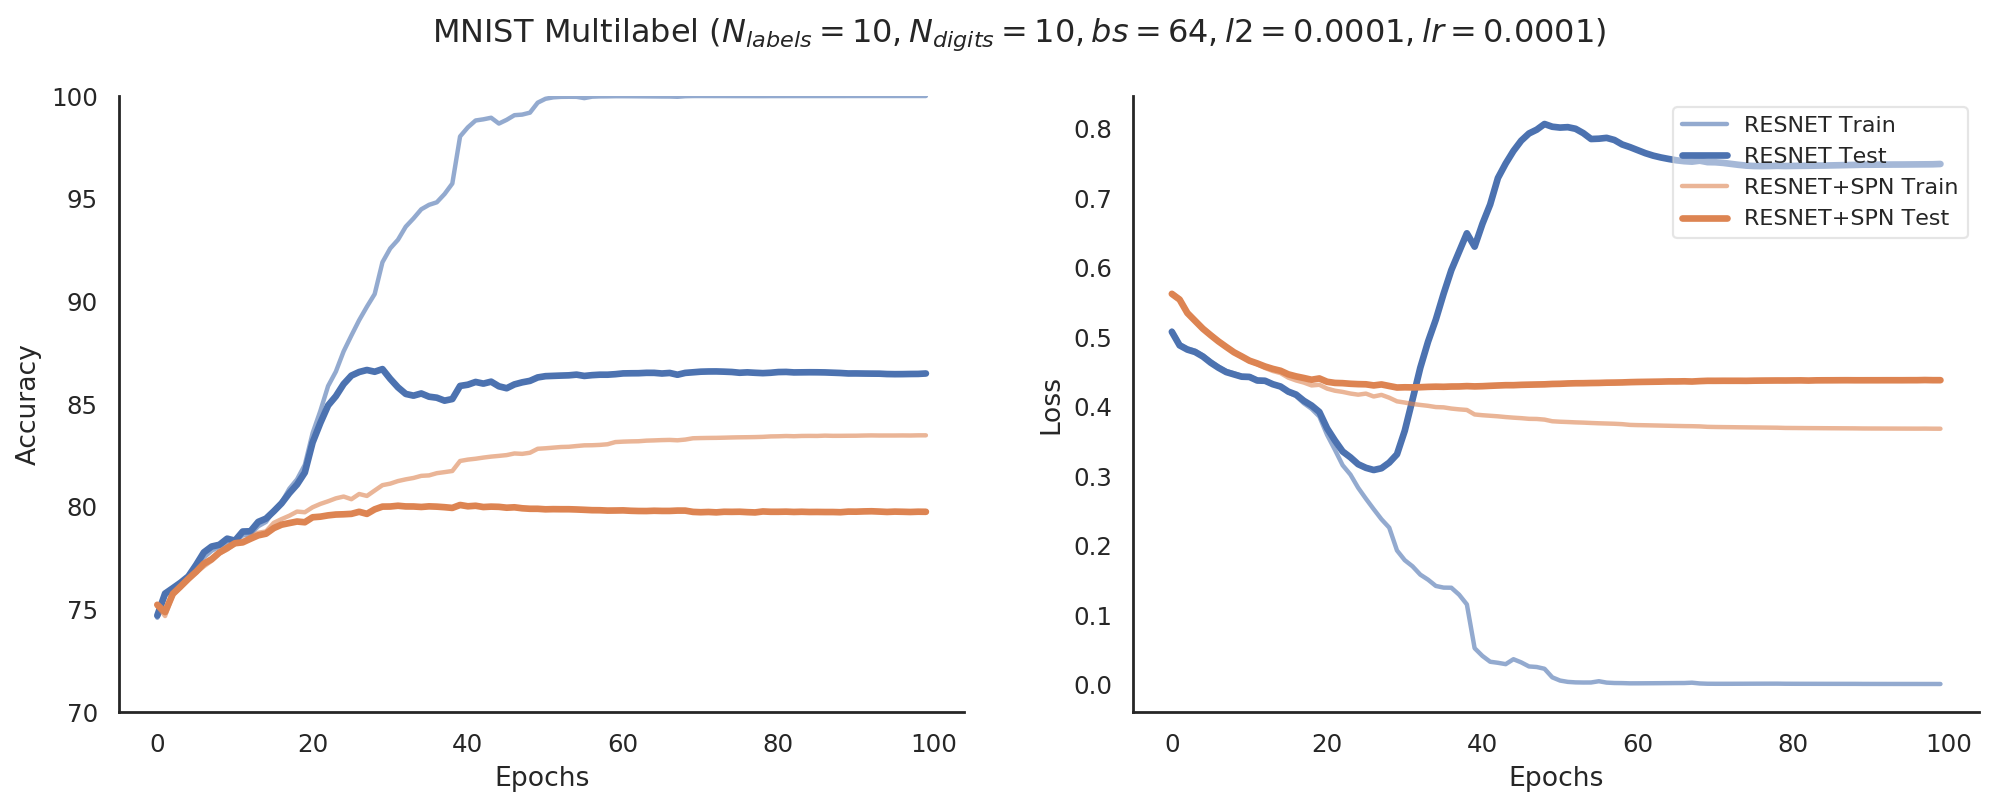 MNIST Multilabel (N_labels = 10, N_digits = 10, bs = 64, l2 = 0.0001, lr = 0.0001)
100
95
90
85
80
75
70
Accuracy
0 20 40 60 80 100
Epochs
0.8
0.7
0.6
0.5
0.4
0.3
0.2
0.1
0.0
Loss
0 20 40 60 80 100
Epochs
RESNET Train
RESNET Test
RESNET+SPN Train
RESNET+SPN Test